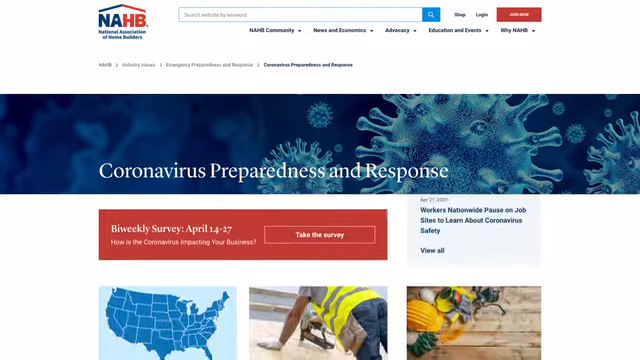 NAHB
National Association
of Home Builders
Search website by keyword
Shop
Login
JOIN NOW
NAHB Community
News and Economics
Advocacy
Education and Events
Why NAHB
NAHB > Industry Issues > Emergency Preparedness and Response > Coronavirus Preparedness and Response
Coronavirus Preparedness and Response
Biweekly Survey: April 14-27
How Is the Coronavirus Impacting Your Business?
Take the survey
Workers Nationwide Pause on Job
Sites to Learn About Coronavirus
Safety
View all